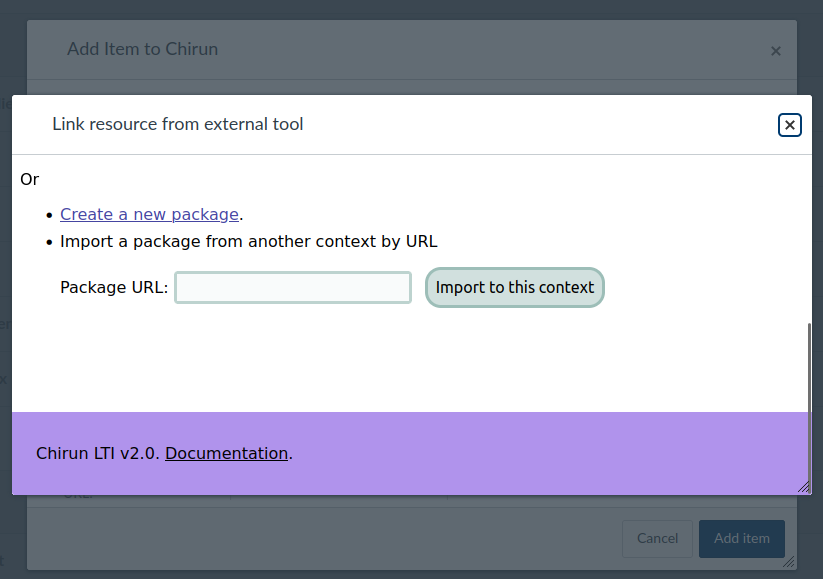 Add Item to Chirun
Link resource from external tool
Or
Create a new package.
Import a package from another context by URL
Package URL:
Import to this context
Chirun LTI v2.0. Documentation.
Cancel
Add item